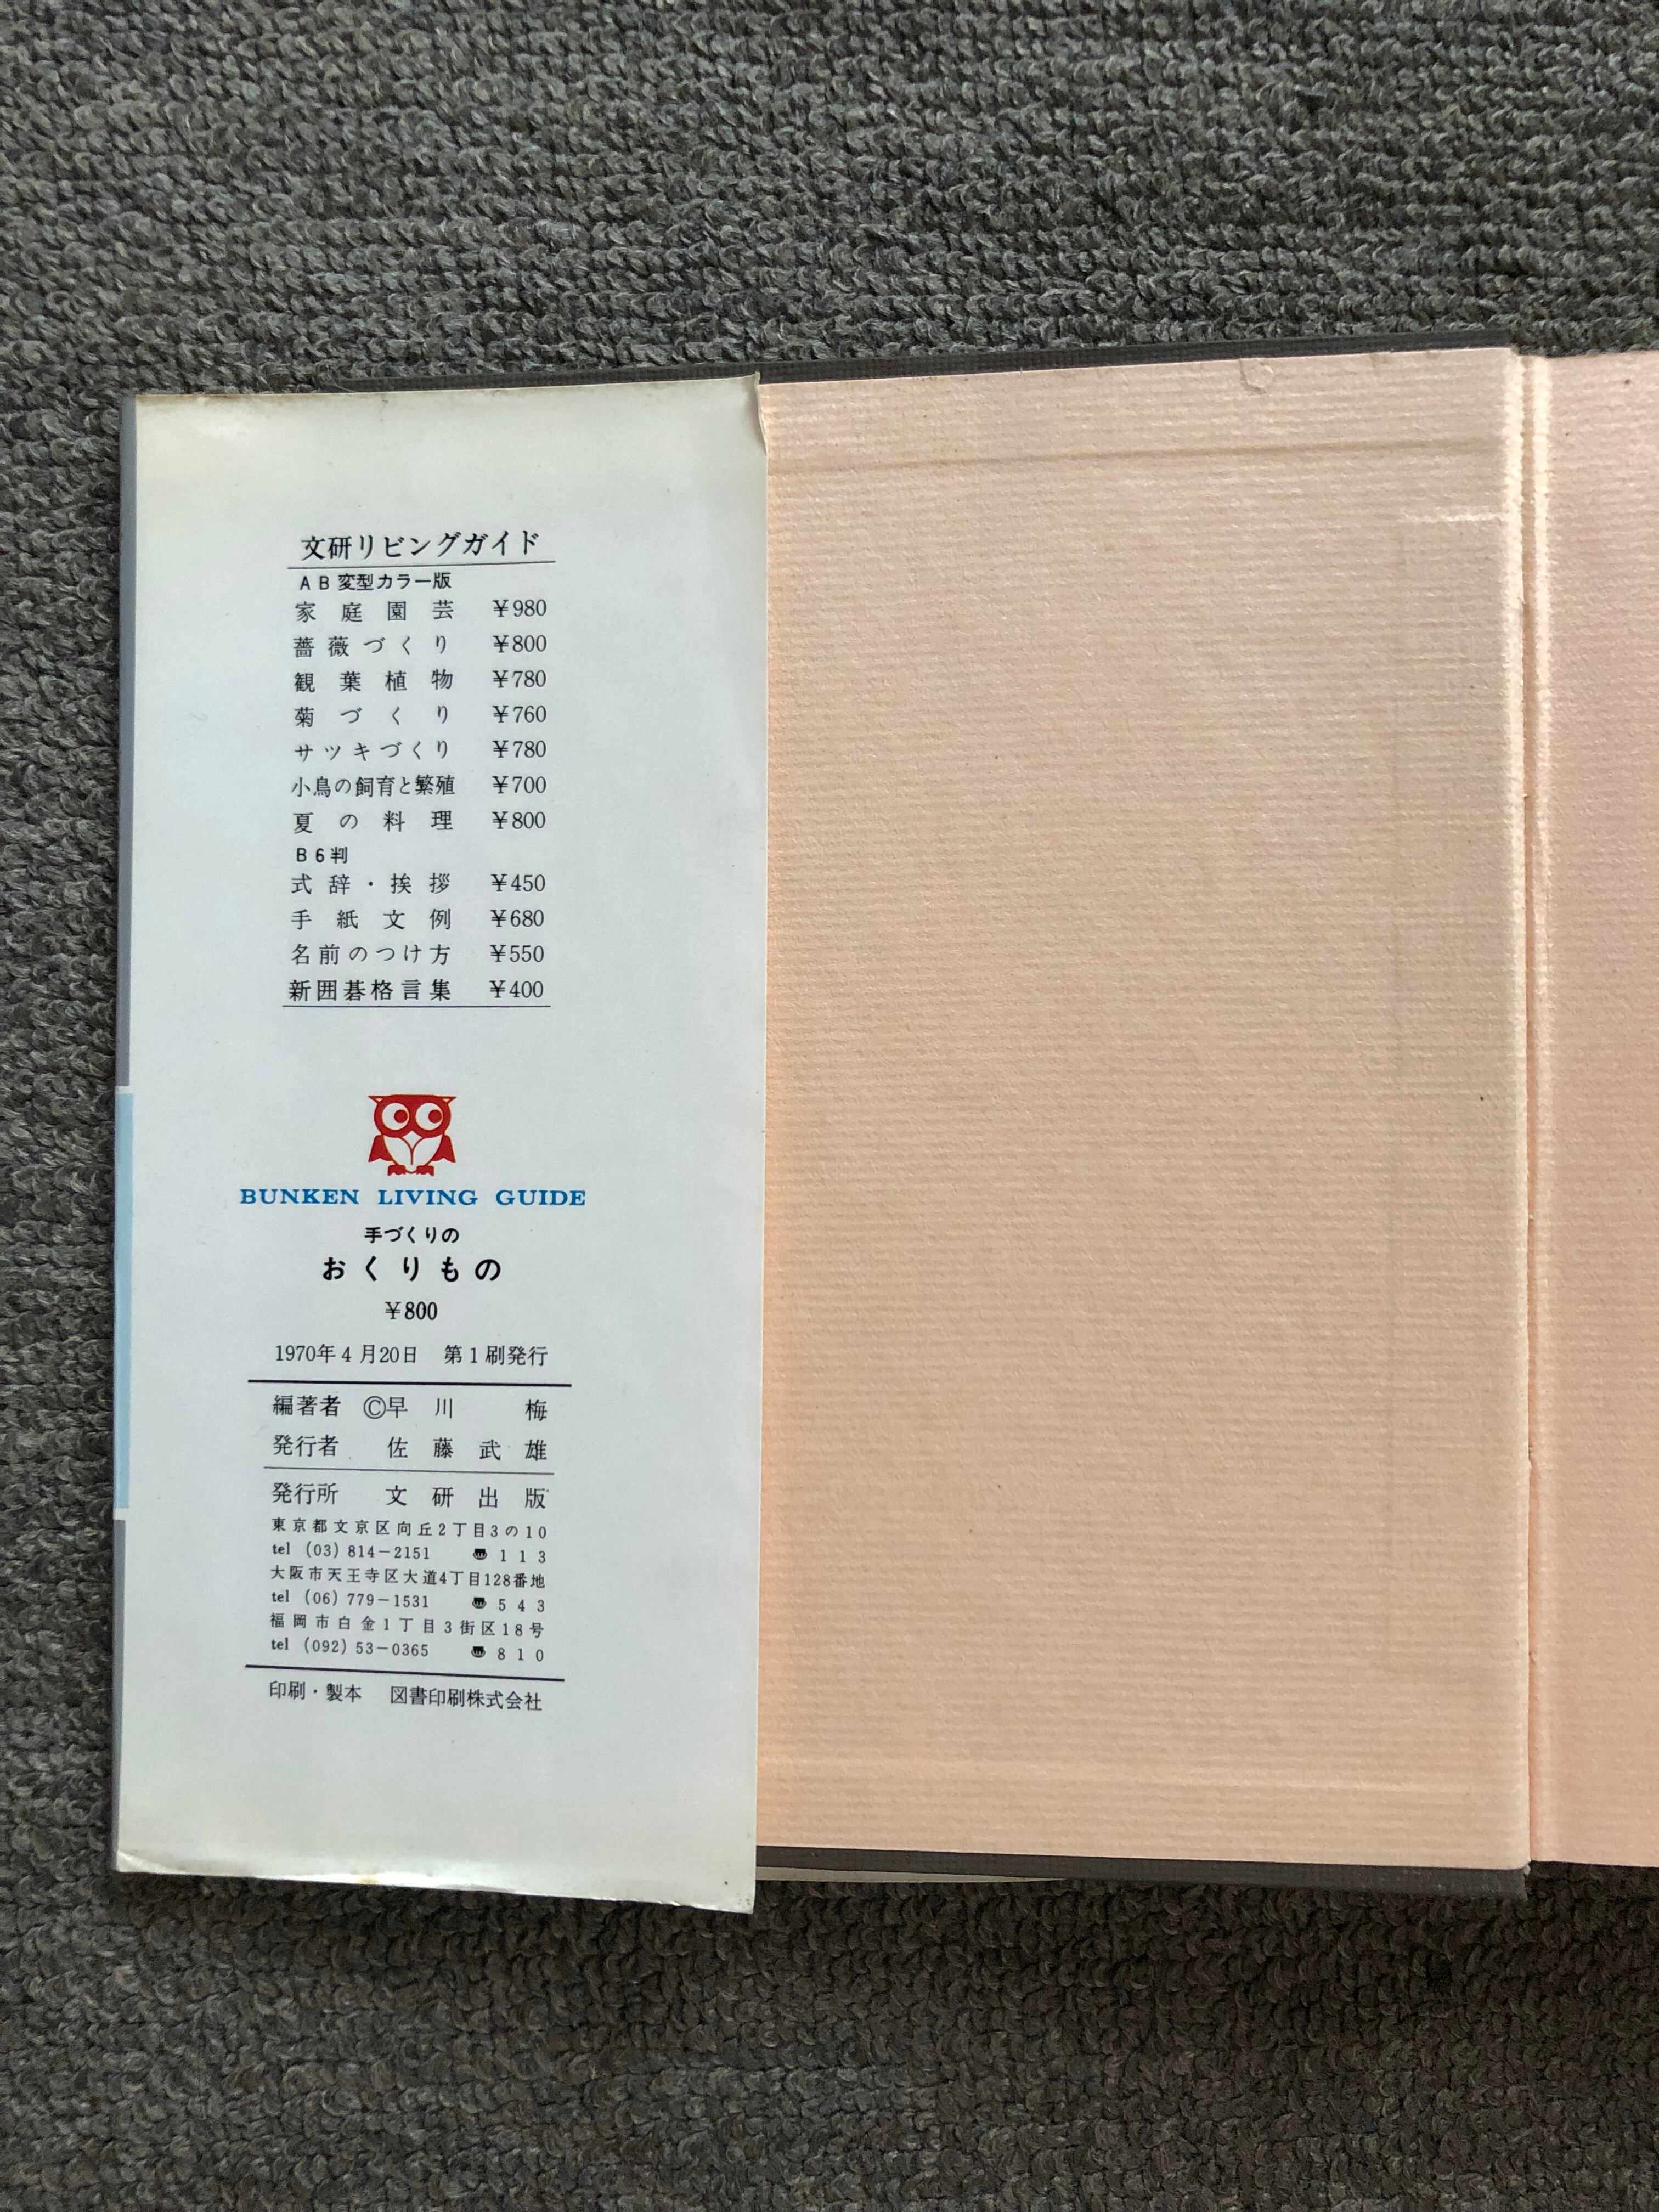 文研リビングガイド
AB変型カラー版
家庭園芸 ¥980
薔薇づくり ¥800
観葉植物 ¥780
菊づくり ¥760
サツキづくり ¥780
小鳥の飼育と繁殖 ¥700
夏の料理 ¥800
B6判
式辞・挨拶 ¥450
手紙文例 ¥680
名前のつけ方 ¥550
新囲碁格言集 ¥400
BUNKEN LIVING GUIDE
手づくりの
おくりもの
¥800
1970年4月20日 第1刷発行
編著者 ©早川 梅
発行者 佐藤武雄
発行所 文研出版
東京都文京区向丘2丁目3の10
tel (03) 814-2151 113
大阪市天王寺区大道4丁目128番地
tel (06) 779-1531 543
福岡市白金1丁目3街区18号
tel (092) 53-0365 810
印刷・製本 図書印刷株式会社